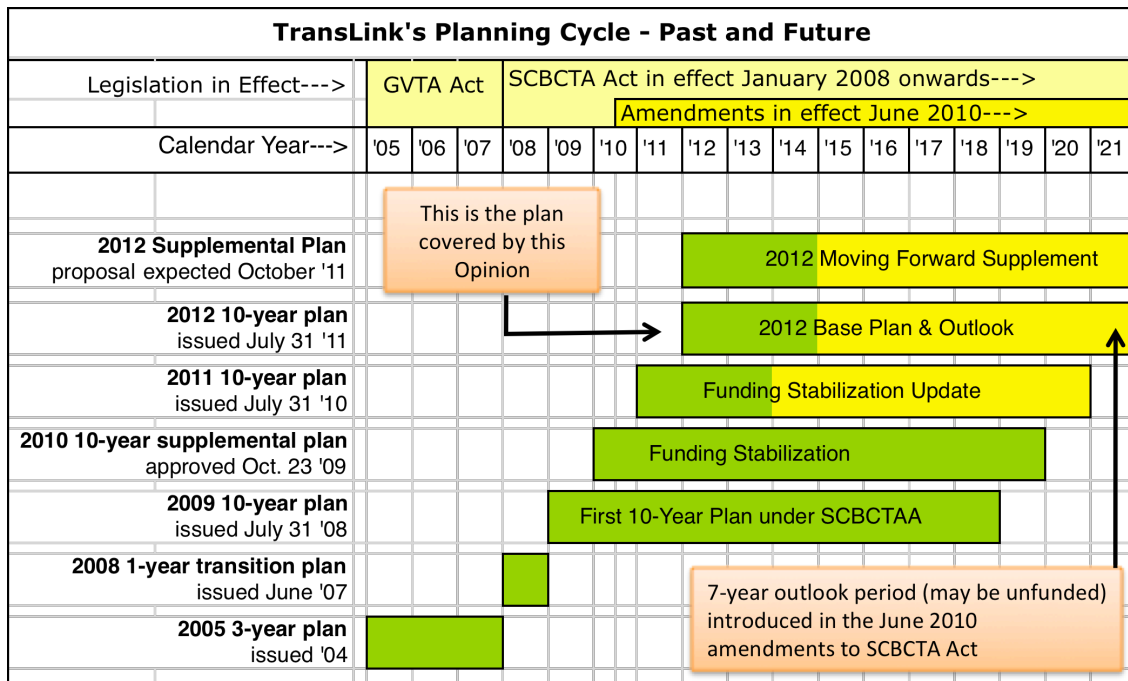 TransLink's Planning Cycle - Past and Future
Legislation in Effect--->
GVTA Act
SCBCTA Act in effect January 2008 onwards--->
Amendments in effect June 2010--->
Calendar Year--->
'05 '06 '07 '08 '09 '10 '11 '12 '13 '14 '15 '16 '17 '18 '19 '20 '21
This is the plan
covered by this
Opinion
2012 Supplemental Plan
proposal expected October '11
2012 Moving Forward Supplement
2012 10-year plan
issued July 31 '11
2012 Base Plan & Outlook
2011 10-year plan
issued July 31 '10
Funding Stabilization Update
2010 10-year supplemental plan
approved Oct. 23 '09
Funding Stabilization
2009 10-year plan
issued July 31 '08
First 10-Year Plan under SCBCTAA
2008 1-year transition plan
issued June '07
2005 3-year plan
issued '04
7-year outlook period (may be unfunded)
introduced in the June 2010
amendments to SCBCTA Act